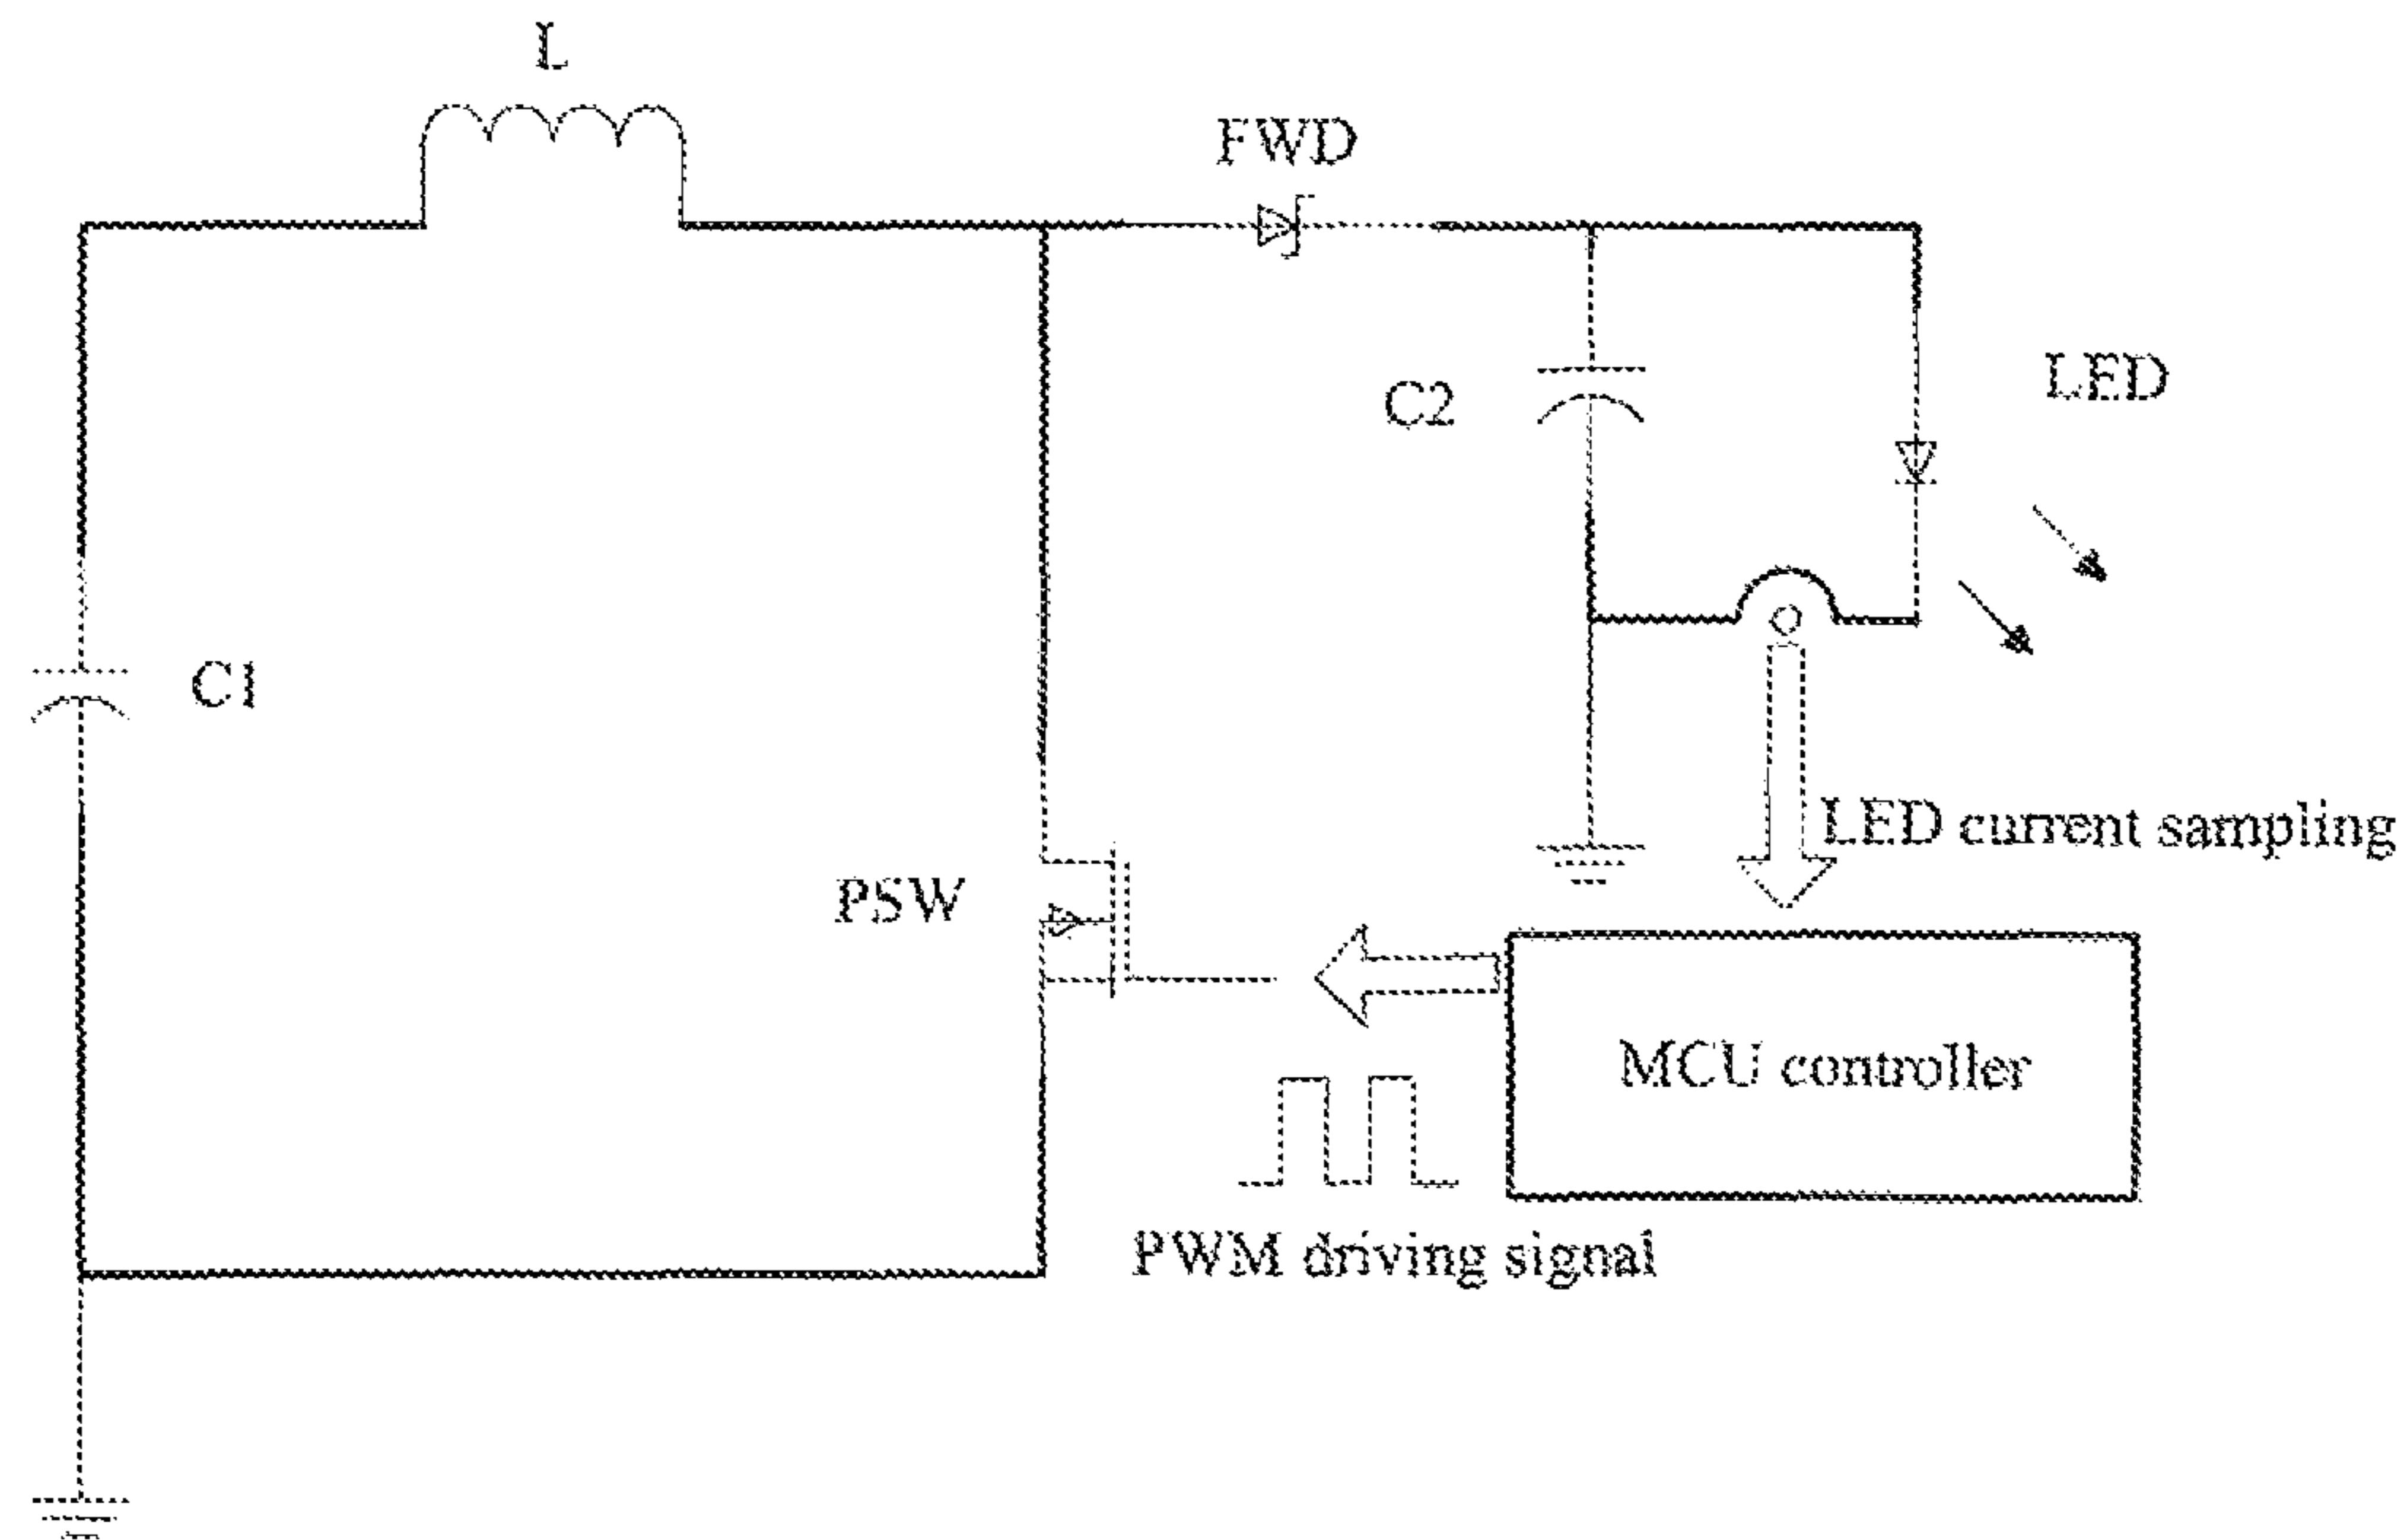 L
FWD
LED
C2
C1
LED current sampling
PSW
MCU controller
PWM driving signal